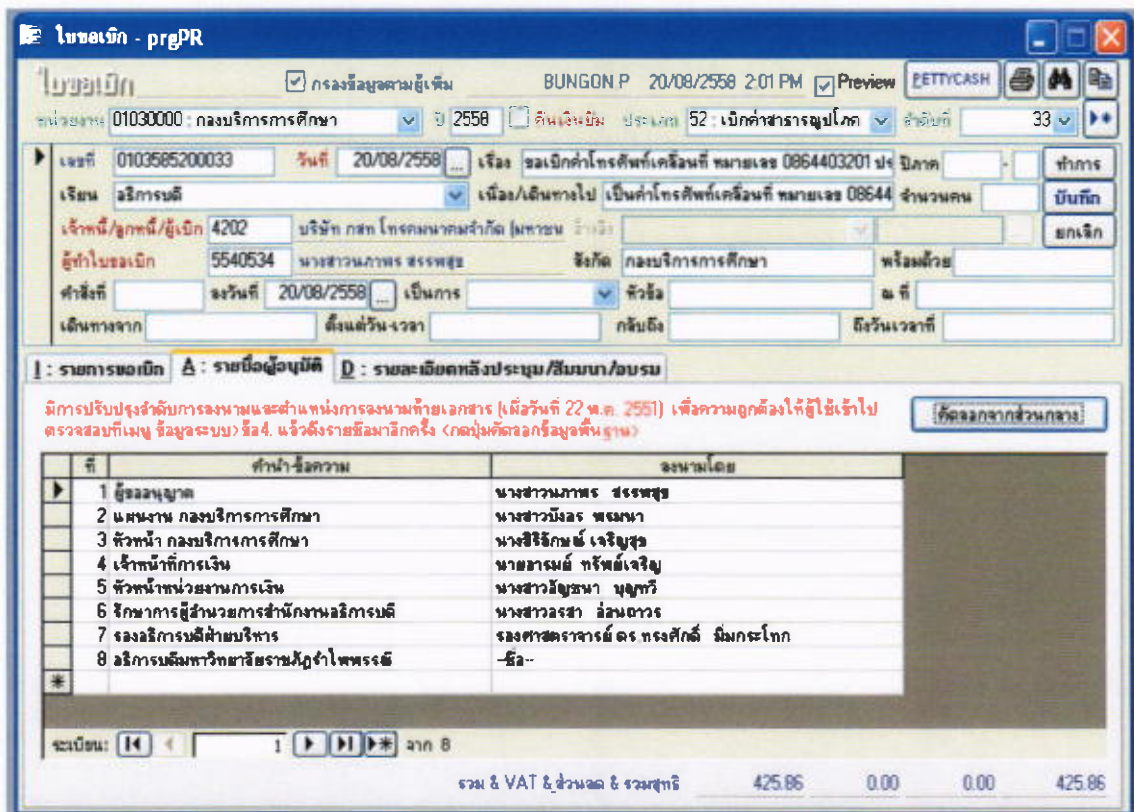 ใบขอเบิก - prgPR
ใบขอเบิก กรองข้อมูลตามผู้เพิ่ม BUNGON.P 20/08/2558 2:01 PM Preview PETTYCASH
หน่วยงาน 01030000 : กองบริการการศึกษา ปี 2558 คืนเงินยืม ประเภท 52 : เบิกค่าสาธารณูปโภค ลำดับที่ 33
เลขที่ 0103585200033 วันที่ 20/08/2558 ... เรื่อง ขอเบิกค่าโทรศัพท์เคลื่อนที่ หมายเลข 0864403201 ปร ปีภาค - ทำการ
เรียน อธิการบดี เนื่อง/เดินทางไป เป็นค่าโทรศัพท์เคลื่อนที่ หมายเลข 08644 จำนวนคน บันทึก
เจ้าหนี้/ลูกหนี้/ผู้เบิก 4202 บริษัท กสท โทรคมนาคมจำกัด (มหาชน อ้างอิง ยกเลิก
ผู้ทำใบขอเบิก 5540534 นางสาวนภาพร สรรพสุข สังกัด กองบริการการศึกษา พร้อมด้วย
คำสั่งที่ ลงวันที่ 20/08/2558 ... เป็นการ หัวข้อ ณ ที่
เดินทางจาก ตั้งแต่วัน-เวลา กลับถึง ถึงวันเวลาที่
I : รายการขอเบิก A : รายชื่อผู้อนุมัติ D : รายละเอียดหลังประชุม/สัมมนา/อบรม
มีการปรับปรุงลำดับการลงนามและตำแหน่งการลงนามท้ายเอกสาร (เมื่อวันที่ 22 พ.ค. 2551) เพื่อความถูกต้องให้ผู้ใช้เข้าไป
ตรวจสอบที่เมนู ข้อมูลระบบ>ข้อ4. แล้วดึงรายชื่อมาอีกครั้ง <กดปุ่มคัดลอกข้อมูลพื้นฐาน>
คัดลอกจากส่วนกลาง
ที่ คำนำ-ข้อความ ลงนามโดย
1 ผู้ขออนุญาต นางสาวนภาพร สรรพสุข
2 แผนงาน กองบริการการศึกษา นางสาวบังอร พรมนา
3 หัวหน้า กองบริการการศึกษา นางสิริลักษณ์ เจริญสุข
4 เจ้าหน้าที่การเงิน นายอารมย์ ทรัพย์เจริญ
5 หัวหน้าหน่วยงานการเงิน นางสาวอัญชนา บุญทวี
6 รักษาการผู้อำนวยการสำนักงานอธิการบดี นางสาวอรสา อ่อนถาวร
7 รองอธิการบดีฝ่ายบริหาร รองศาสตราจารย์ ดร.ทรงศักดิ์ นิ่มกระโทก
8 อธิการบดีมหาวิทยาลัยราชภัฏรำไพพรรณี --ชื่อ--
ระเบียน: 1 จาก 8
รวม & VAT & ส่วนลด & รวมสุทธิ 425.86 0.00 0.00 425.86